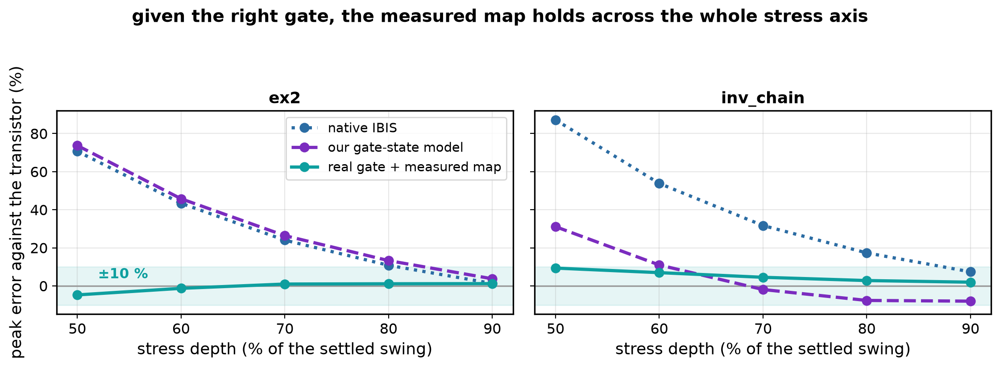 given the right gate, the measured map holds across the whole stress axis
peak error against the transistor (%)
ex2
native IBIS
our gate-state model
real gate + measured map
±10 %
80
60
40
20
0
50 60 70 80 90
stress depth (% of the settled swing)
inv_chain
50 60 70 80 90
stress depth (% of the settled swing)